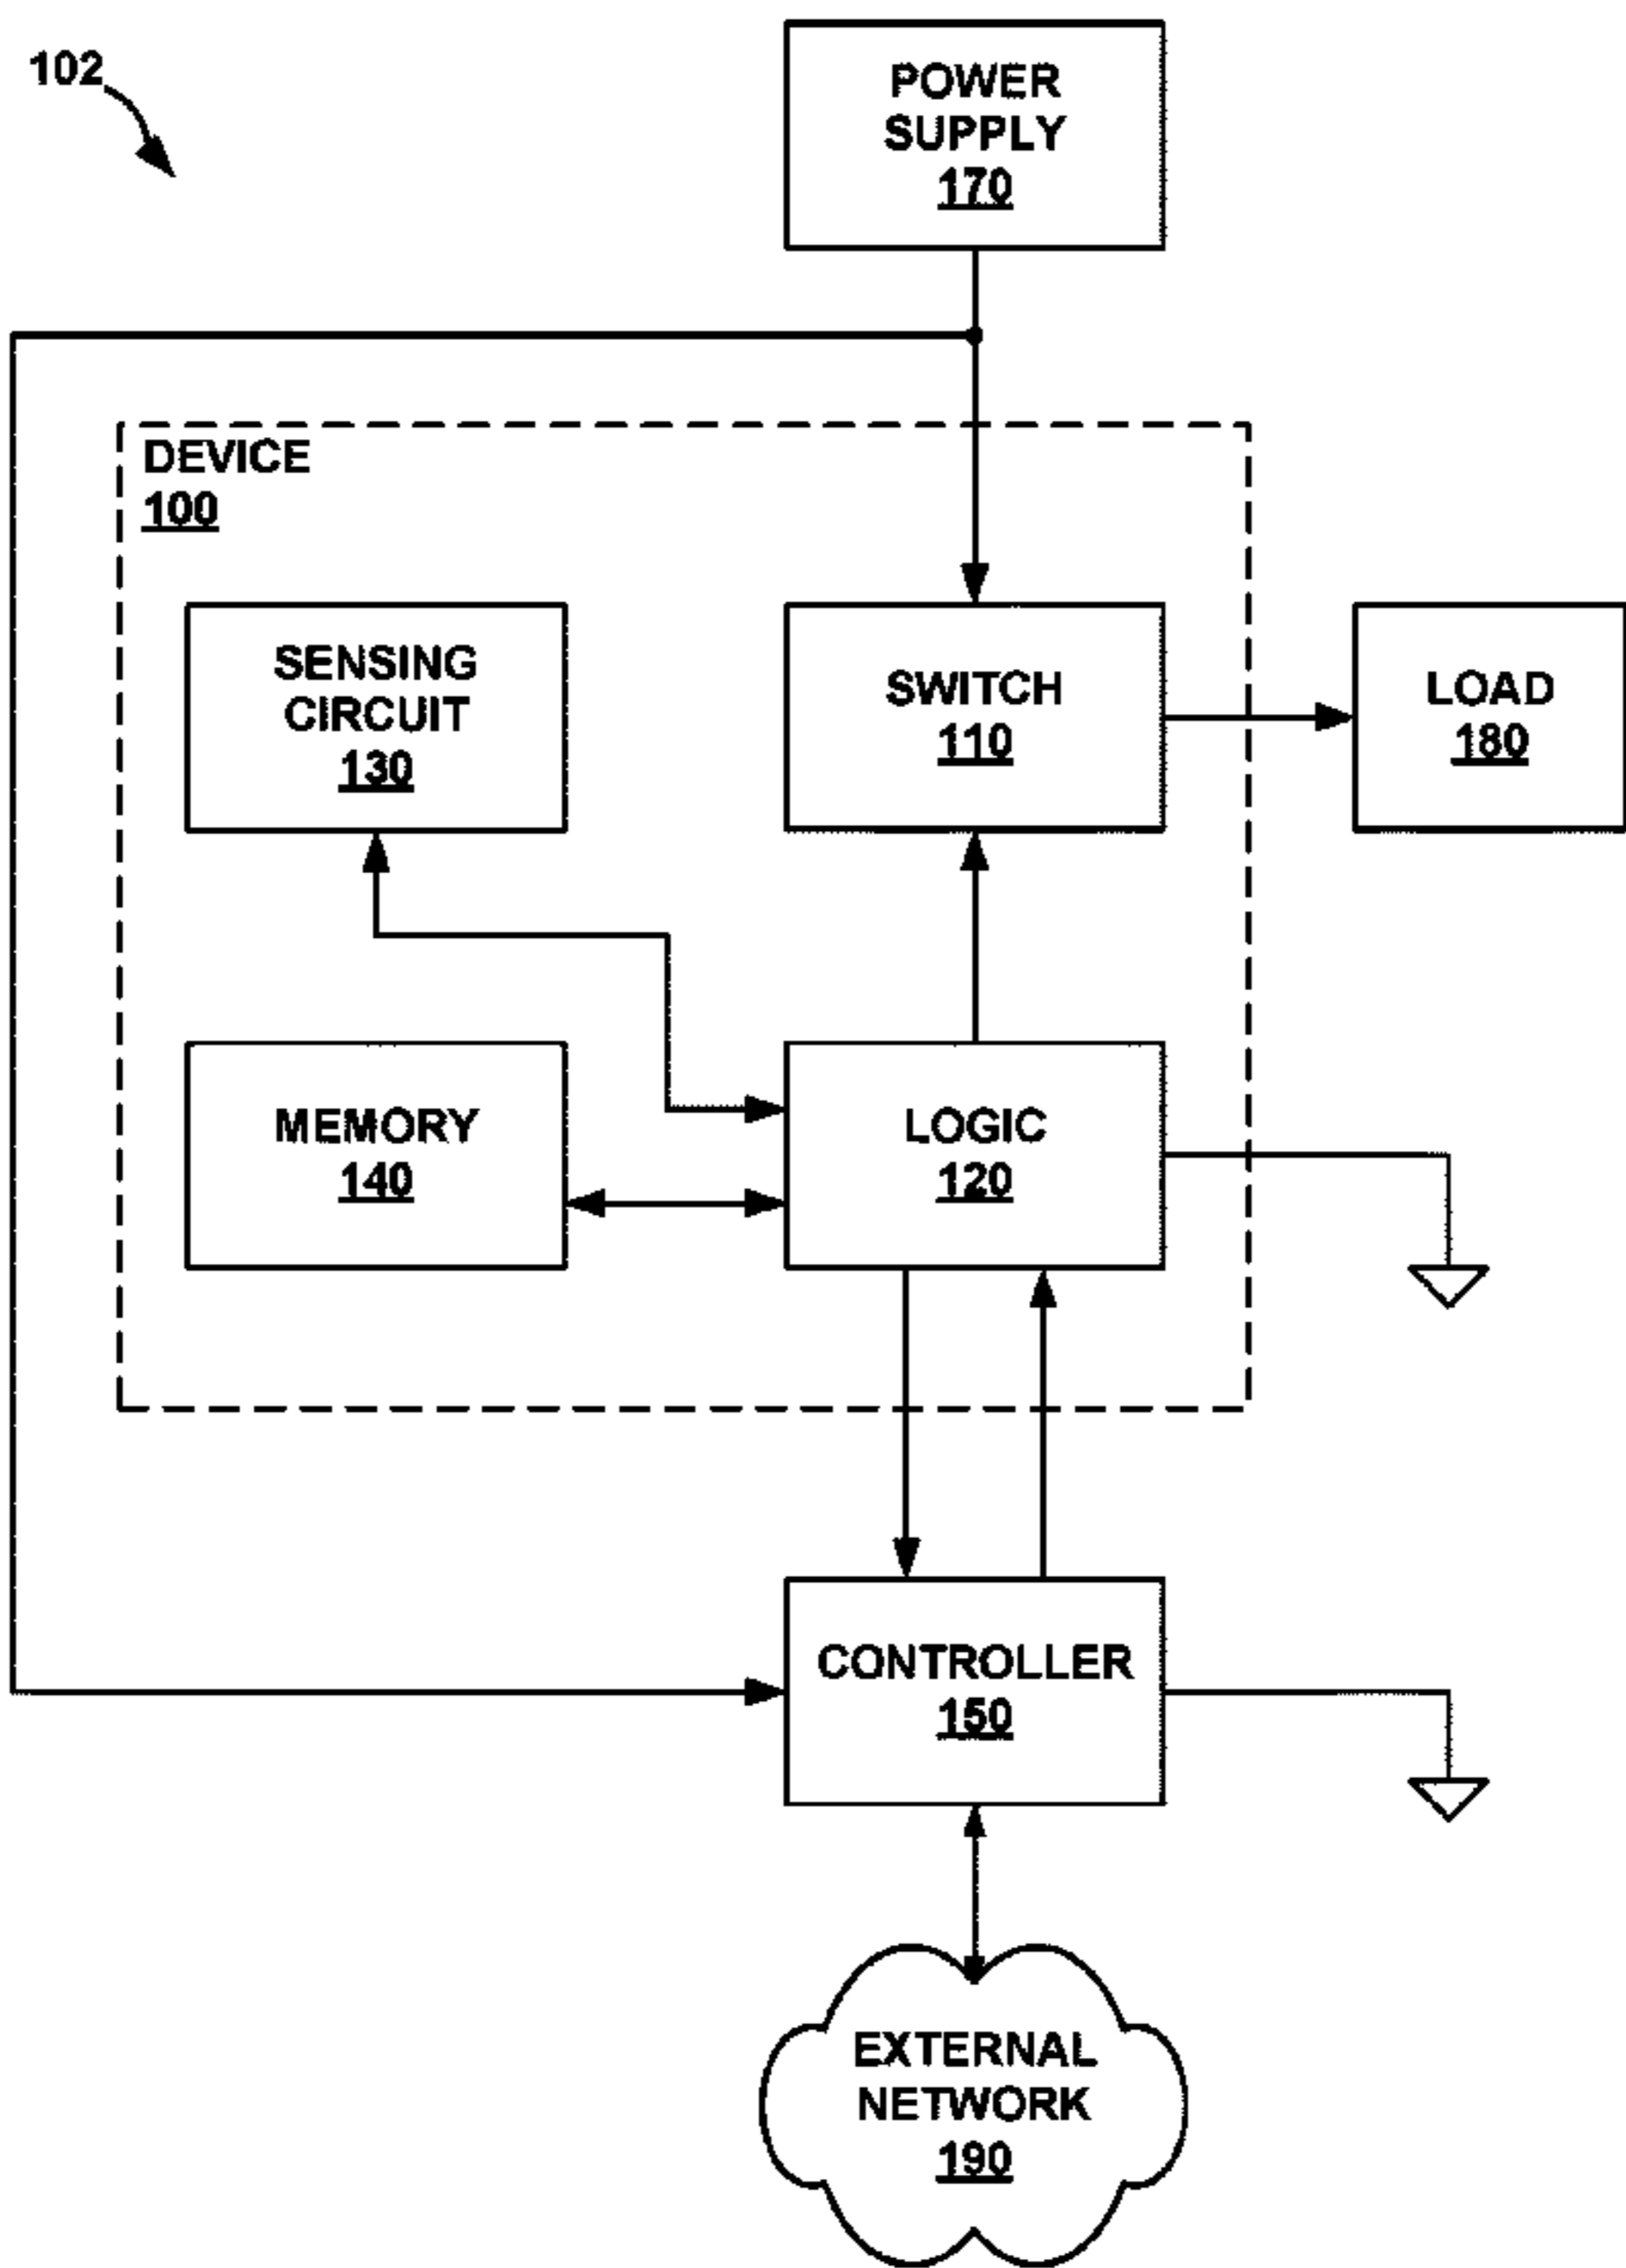 102
POWER
SUPPLY
170
DEVICE
100
SENSING
CIRCUIT
130
SWITCH
110
LOAD
180
MEMORY
140
LOGIC
120
CONTROLLER
150
EXTERNAL
NETWORK
190